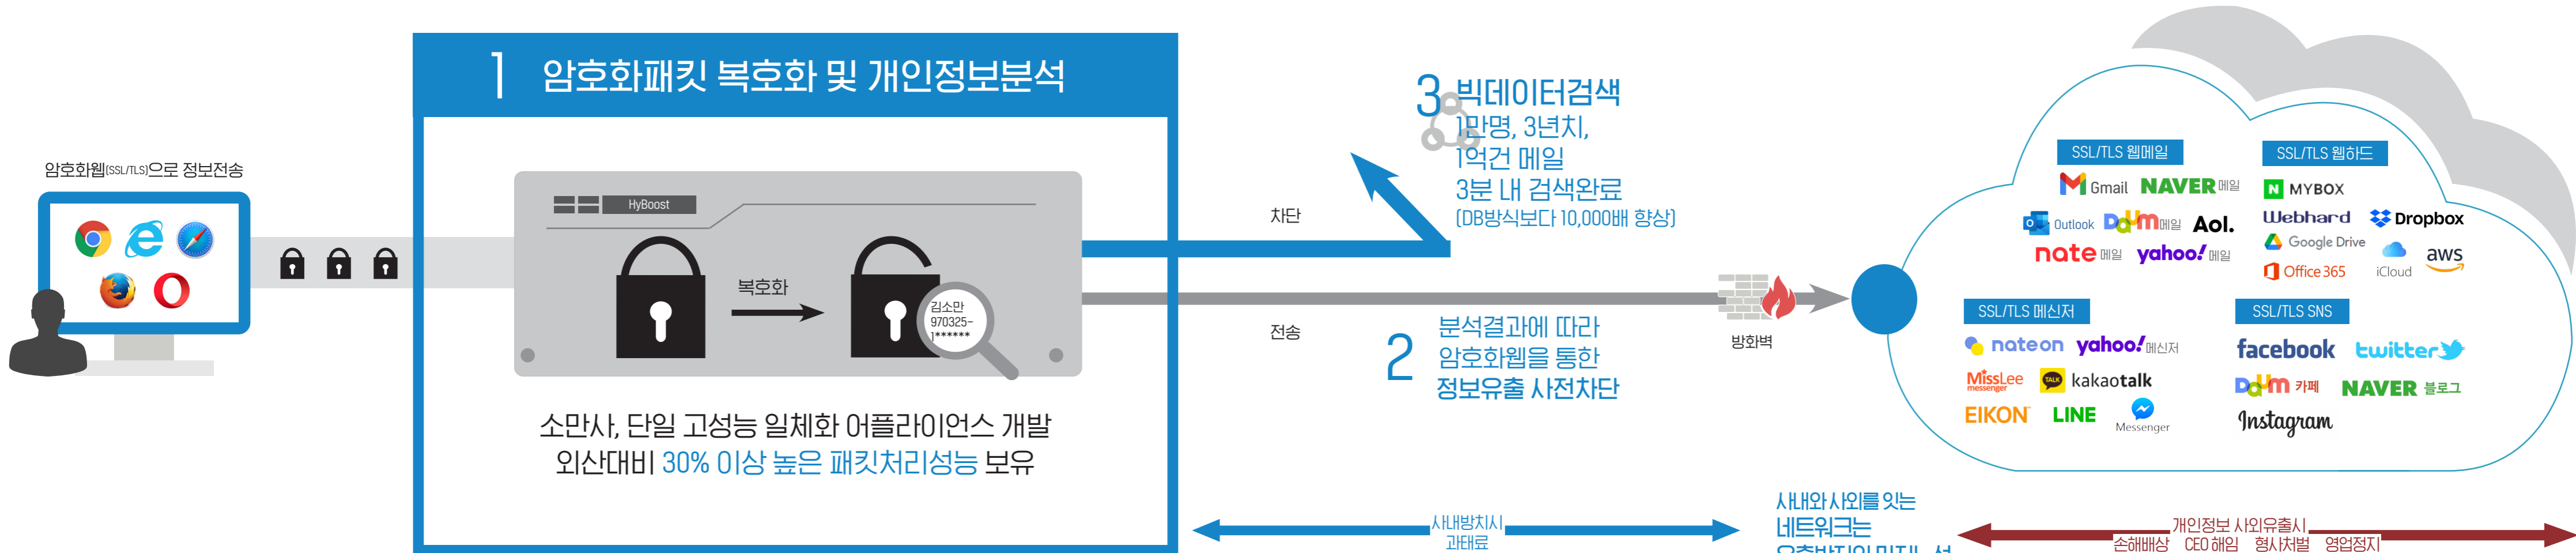 1 암호화패킷 복호화 및 개인정보분석
암호화웹(SSL/TLS)으로 정보전송
HyBoost
복호화
김소만
970325-
1******
소만사, 단일 고성능 일체화 어플라이언스 개발
외산대비 30% 이상 높은 패킷처리성능 보유
차단
전송
3 빅데이터검색
1만명, 3년치,
1억건 메일
3분 내 검색완료
(DB방식보다 10,000배 향상)
2 분석결과에 따라
암호화웹을 통한
정보유출 사전차단
방화벽
SSL/TLS 웹메일
Gmail NAVER 메일
Outlook Daum 메일 Aol.
nate 메일 yahoo! 메일
SSL/TLS 웹하드
N MYBOX
Webhard Dropbox
Google Drive
Office 365 iCloud aws
SSL/TLS 메신저
nateon yahoo! 메신저
MissLee messenger TALK kakaotalk
EIKON LINE Messenger
SSL/TLS SNS
facebook twitter
Daum 카페 NAVER 블로그
Instagram
사내방치시
과태료
사내와 사외를 잇는
네트워크는
개인정보 사외유출시
손해배상 CEO 해임 형사처벌 영업정지